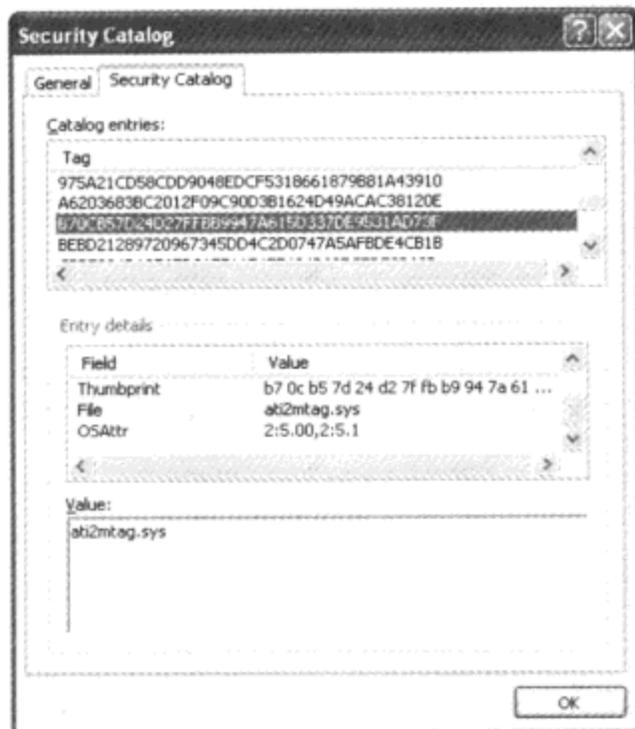 Security Catalog
General
Security Catalog
Catalog entries:
Tag
975A21CD58CDD9048EDCF5318661879B81A43910
A6203683BC2012F09C90D3B1624D49ACAC38120E
B70CB57D24D27FFBB9947A615D337DE9531AD73F
BEBD21289720967345DD4C2D0747A5AFBDE4CB1B
Entry details
Field Value
Thumbprint b7 0c b5 7d 24 d2 7f fb b9 94 7a 61 ...
File ati2mtag.sys
OSAttr 2:5.00,2:5.1
Value:
ati2mtag.sys
OK